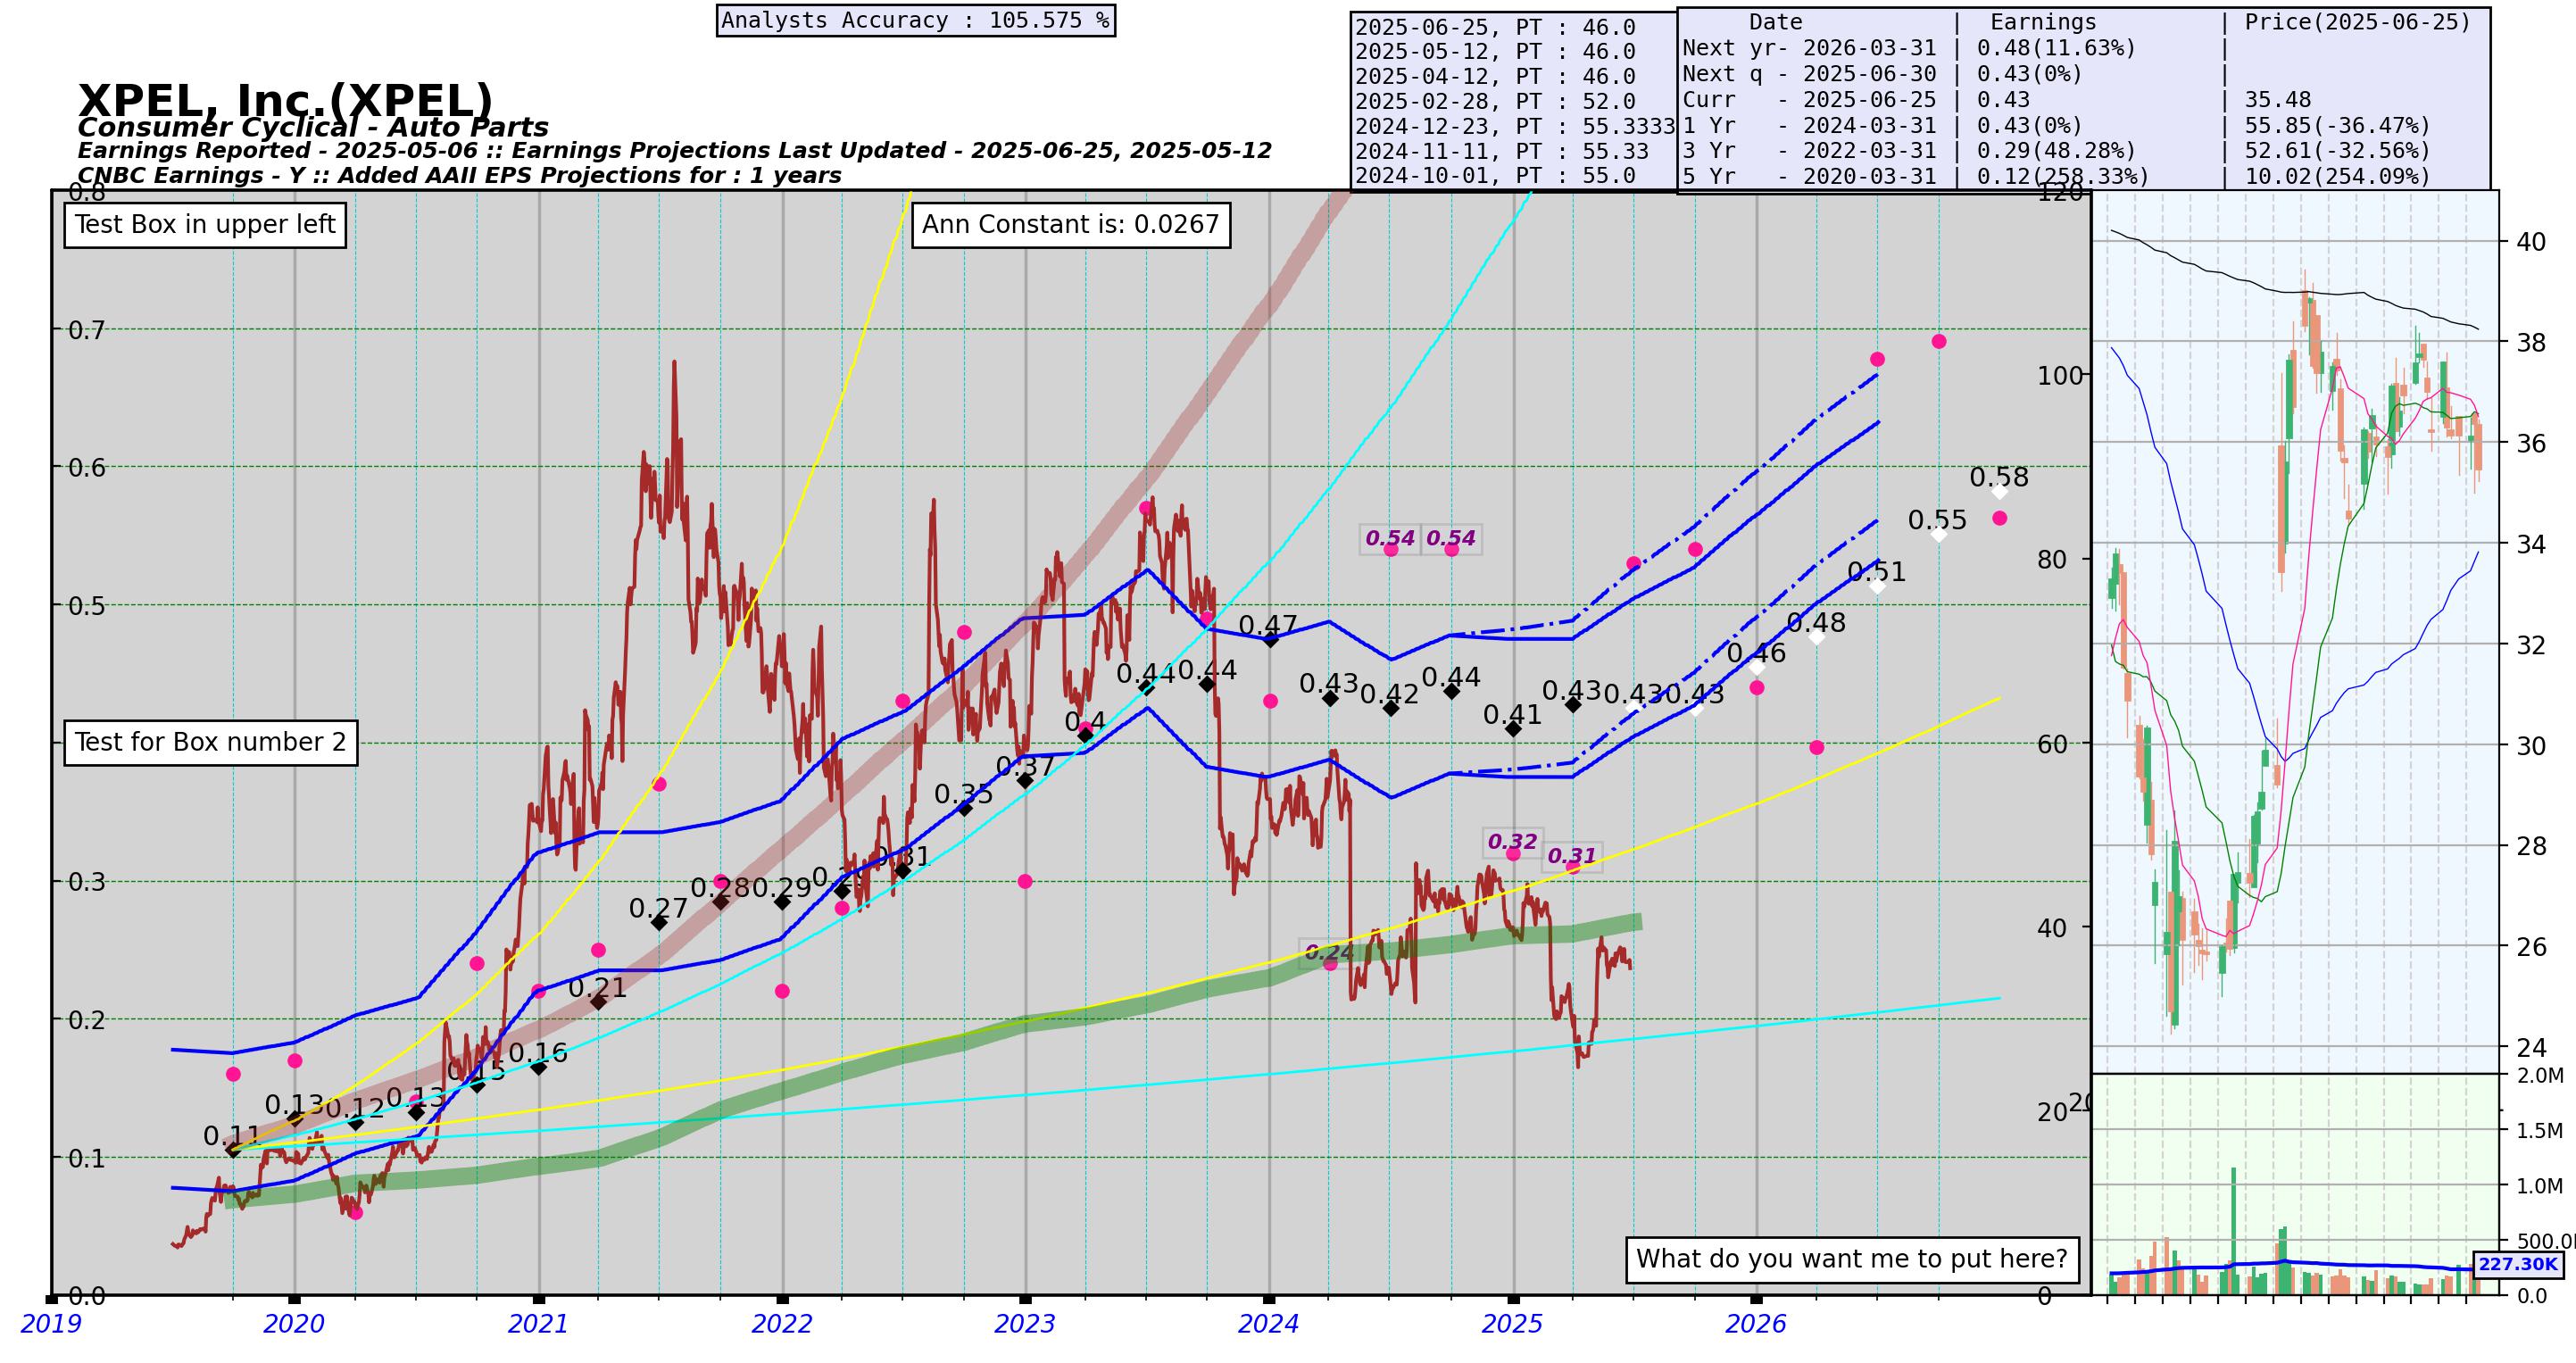 Analysts Accuracy : 105.575 %
2025-06-25, PT : 46.0
2025-05-12, PT : 46.0
2025-04-12, PT : 46.0
2025-02-28, PT : 52.0
2024-12-23, PT : 55.3333
2024-11-11, PT : 55.33
2024-10-01, PT : 55.0
Date | Earnings | Price(2025-06-25)
Next yr- 2026-03-31 | 0.48(11.63%) |
Next q - 2025-06-30 | 0.43(0%) |
Curr - 2025-06-25 | 0.43 | 35.48
1 Yr - 2024-03-31 | 0.43(0%) | 55.85(-36.47%)
3 Yr - 2022-03-31 | 0.29(48.28%) | 52.61(-32.56%)
5 Yr - 2020-03-31 | 0.12(258.33%) | 10.02(254.09%)
XPEL, Inc.(XPEL)
Consumer Cyclical - Auto Parts
Earnings Reported - 2025-05-06 :: Earnings Projections Last Updated - 2025-06-25, 2025-05-12
CNBC Earnings - Y :: Added AAII EPS Projections for : 1 years
Test Box in upper left
Ann Constant is: 0.0267
Test for Box number 2
What do you want me to put here?
0.8
0.7
0.6
0.5
0.3
0.2
0.1
0.0
0.11
0.13
0.12
0.13
0.15
0.16
0.21
0.27
0.28
0.29
0.31
0.35
0.37
0.4
0.44
0.44
0.47
0.43
0.42
0.44
0.41
0.43
0.43
0.43
0.46
0.48
0.51
0.55
0.58
0.54
0.54
0.24
0.32
0.31
120
100
80
60
40
20
0
40
38
36
34
32
30
28
26
24
2.0M
1.5M
1.0M
500.0
227.30K
0.0
2019
2020
2021
2022
2023
2024
2025
2026